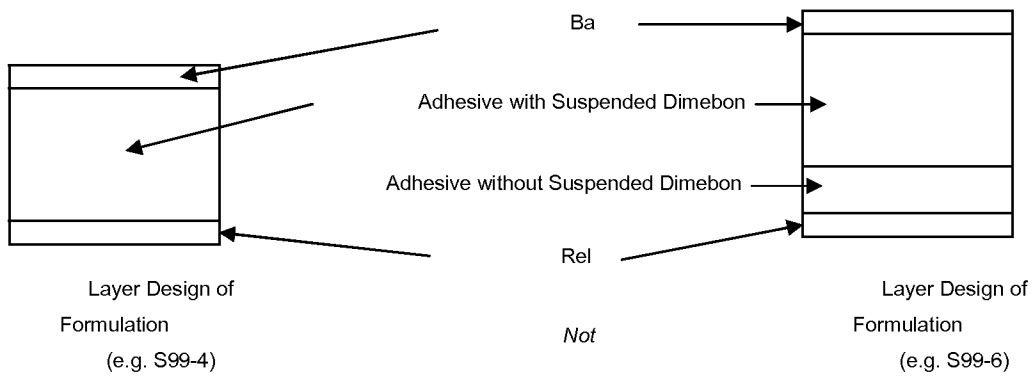 Ba
Adhesive with Suspended Dimebon
Adhesive without Suspended Dimebon
Rel
Layer Design of
Formulation
(e.g. S99-4)
Not
Layer Design of
Formulation
(e.g. S99-6)